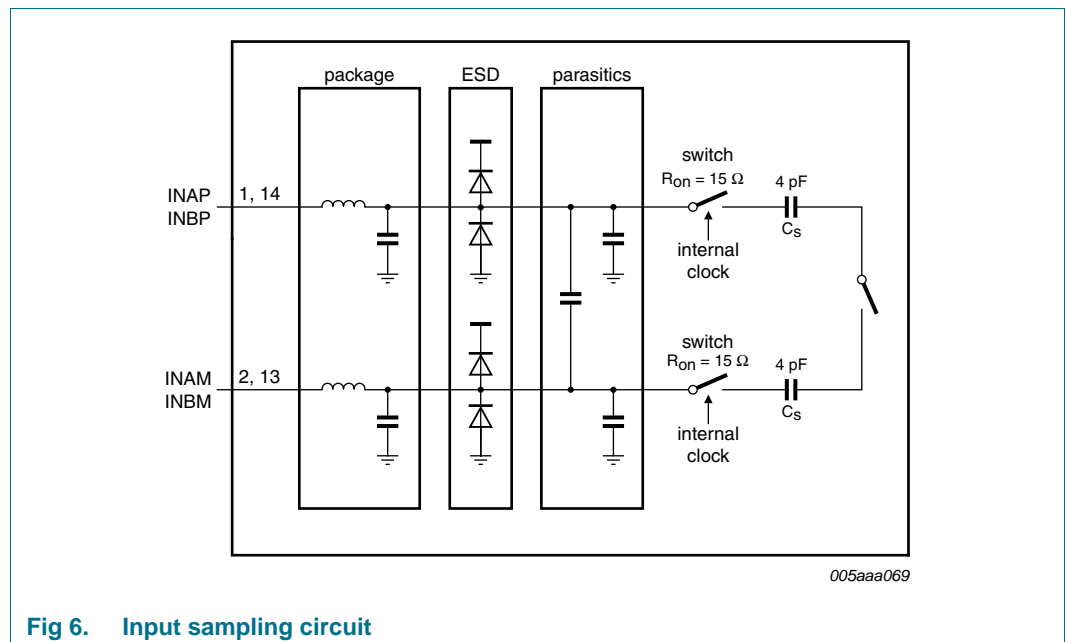 package
ESD
parasitics
switch
Ron = 15 Ω
4 pF
INAP
1, 14
INBP
Cs
internal
clock
switch
Ron = 15 Ω
4 pF
INAM
2, 13
INBM
Cs
internal
clock
005aaa069
Fig 6. Input sampling circuit